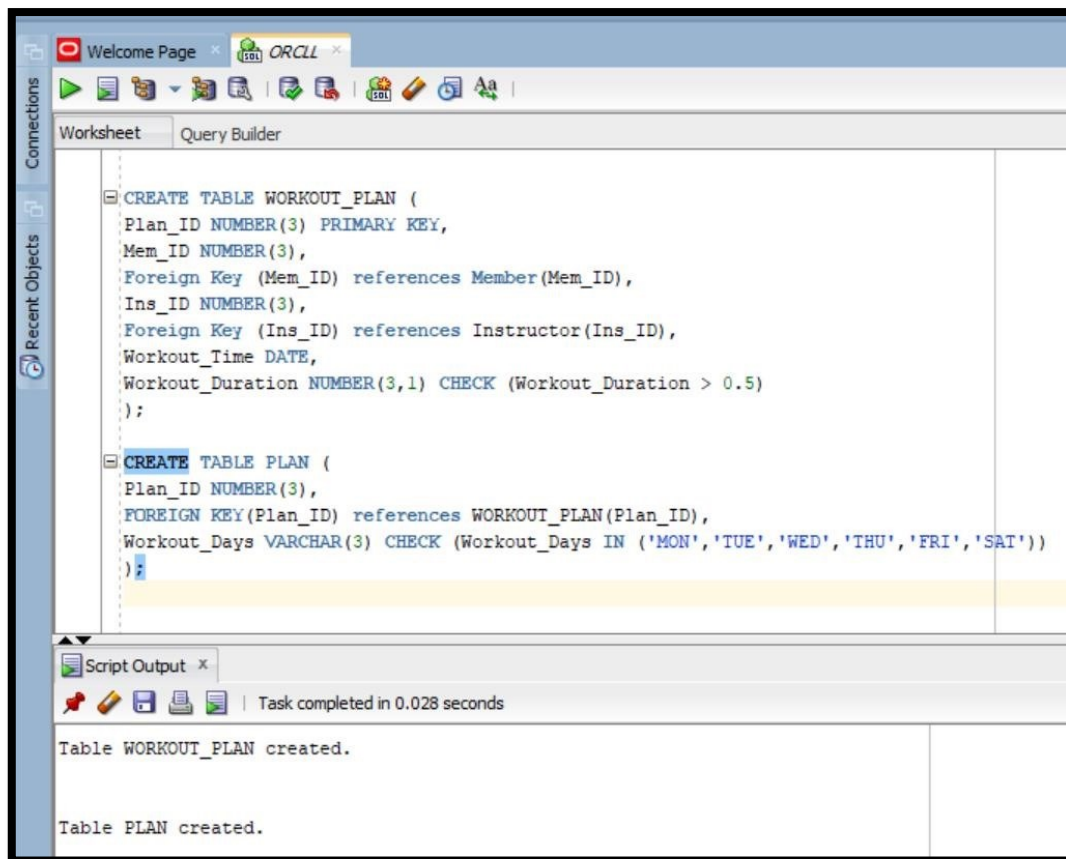 Welcome Page
ORCLL
Connections
Recent Objects
Worksheet Query Builder
CREATE TABLE WORKOUT_PLAN (
Plan_ID NUMBER(3) PRIMARY KEY,
Mem_ID NUMBER(3),
Foreign Key (Mem_ID) references Member(Mem_ID),
Ins_ID NUMBER(3),
Foreign Key (Ins_ID) references Instructor(Ins_ID),
Workout_Time DATE,
Workout_Duration NUMBER(3,1) CHECK (Workout_Duration > 0.5)
);
CREATE TABLE PLAN (
Plan_ID NUMBER(3),
FOREIGN KEY(Plan_ID) references WORKOUT_PLAN(Plan_ID),
Workout_Days VARCHAR(3) CHECK (Workout_Days IN ('MON','TUE','WED','THU','FRI','SAT'))
);
Script Output
Task completed in 0.028 seconds
Table WORKOUT_PLAN created.
Table PLAN created.